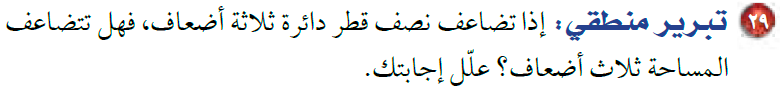 ٢٩ تبرير منطقي: إذا تضاعف نصف قطر دائرة ثلاثة أضعاف، فهل تتضاعف
المساحة ثلاث أضعاف؟ علّل إجابتك.